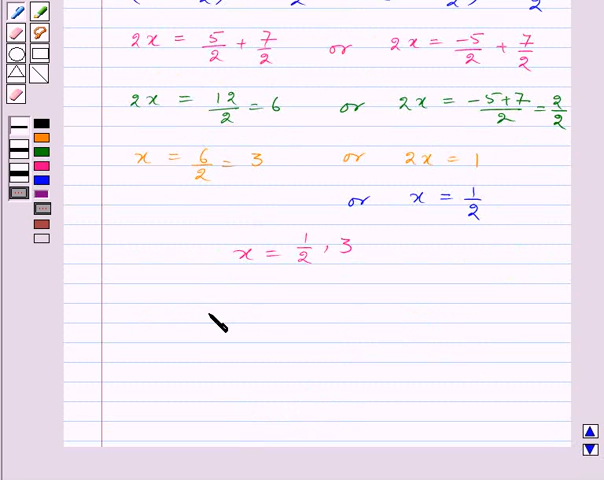 2x = 5/2 + 7/2 or 2x = -5/2 + 7/2
2x = 12/2 = 6 or 2x = -5+7/2 = 2/2
x = 6/2 = 3 or 2x = 1
or x = 1/2
x = 1/2, 3